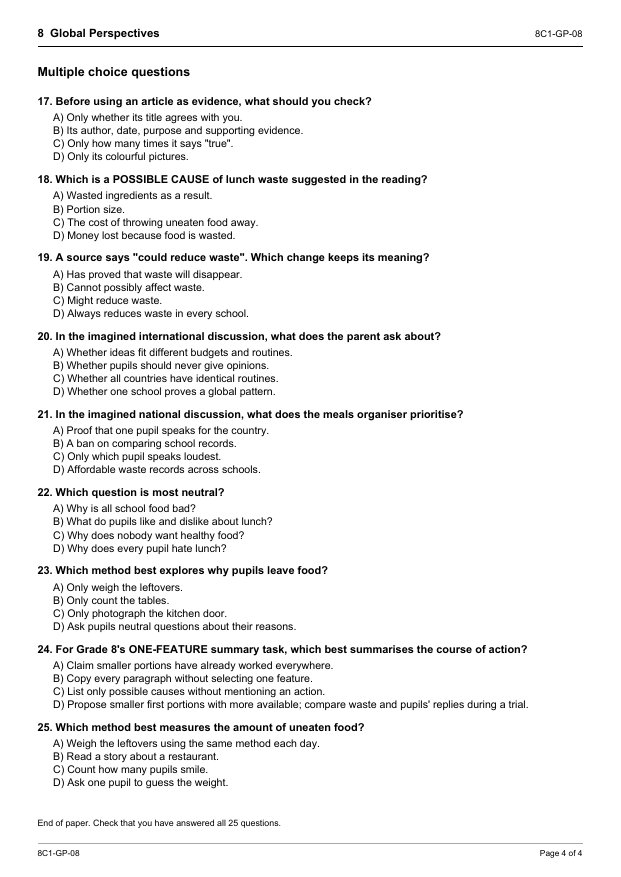 8 Global Perspectives
8C1-GP-08
Multiple choice questions
17. Before using an article as evidence, what should you check?
A) Only whether its title agrees with you.
B) Its author, date, purpose and supporting evidence.
C) Only how many times it says "true".
D) Only its colourful pictures.
18. Which is a POSSIBLE CAUSE of lunch waste suggested in the reading?
A) Wasted ingredients as a result.
B) Portion size.
C) The cost of throwing uneaten food away.
D) Money lost because food is wasted.
19. A source says "could reduce waste". Which change keeps its meaning?
A) Has proved that waste will disappear.
B) Cannot possibly affect waste.
C) Might reduce waste.
D) Always reduces waste in every school.
20. In the imagined international discussion, what does the parent ask about?
A) Whether ideas fit different budgets and routines.
B) Whether pupils should never give opinions.
C) Whether all countries have identical routines.
D) Whether one school proves a global pattern.
21. In the imagined national discussion, what does the meals organiser prioritise?
A) Proof that one pupil speaks for the country.
B) A ban on comparing school records.
C) Only which pupil speaks loudest.
D) Affordable waste records across schools.
22. Which question is most neutral?
A) Why is all school food bad?
B) What do pupils like and dislike about lunch?
C) Why does nobody want healthy food?
D) Why does every pupil hate lunch?
23. Which method best explores why pupils leave food?
A) Only weigh the leftovers.
B) Only count the tables.
C) Only photograph the kitchen door.
D) Ask pupils neutral questions about their reasons.
24. For Grade 8's ONE-FEATURE summary task, which best summarises the course of action?
A) Claim smaller portions have already worked everywhere.
B) Copy every paragraph without selecting one feature.
C) List only possible causes without mentioning an action.
D) Propose smaller first portions with more available; compare waste and pupils' replies during a trial.
25. Which method best measures the amount of uneaten food?
A) Weigh the leftovers using the same method each day.
B) Read a story about a restaurant.
C) Count how many pupils smile.
D) Ask one pupil to guess the weight.
End of paper. Check that you have answered all 25 questions.
8C1-GP-08
Page 4 of 4